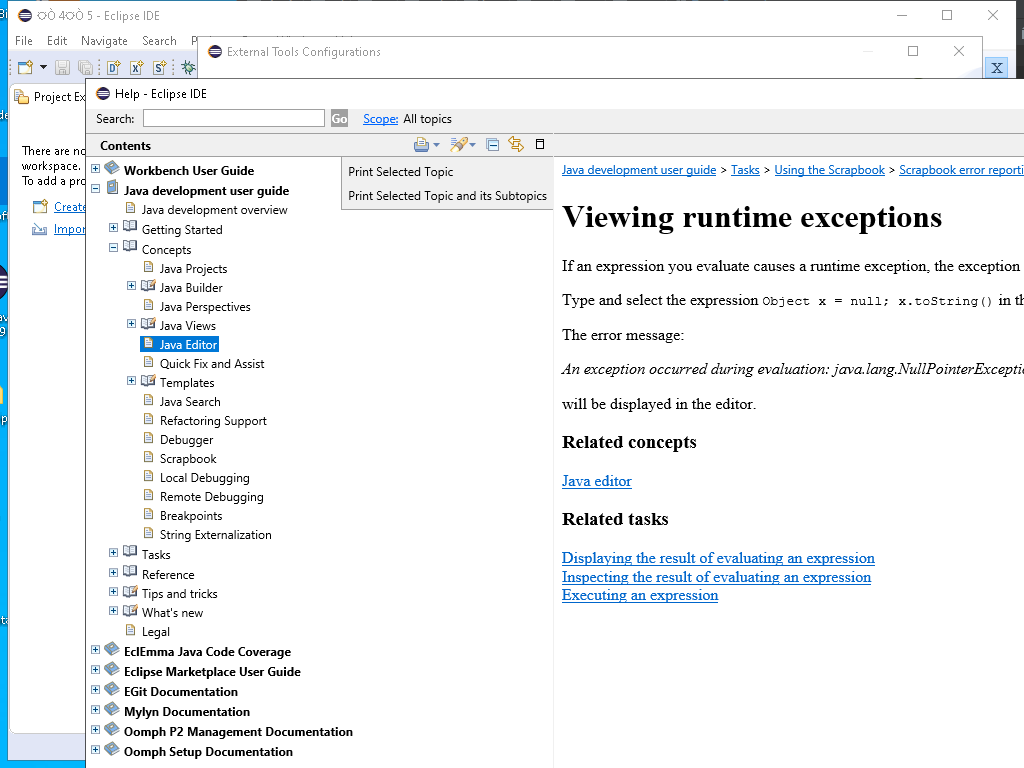 ѺÒ 4ѺÒ 5 - Eclipse IDE
File Edit Navigate Search
External Tools Configurations
X
Project Ex
There are no
workspace.
To add a pro
Create
Impor
Help - Eclipse IDE
Search:
Go
Scope: All topics
Contents
Print Selected Topic
Print Selected Topic and its Subtopics
Workbench User Guide
Java development user guide
Java development overview
Getting Started
Concepts
Java Projects
Java Builder
Java Perspectives
Java Views
Java Editor
Quick Fix and Assist
Templates
Java Search
Refactoring Support
Debugger
Scrapbook
Local Debugging
Remote Debugging
Breakpoints
String Externalization
Tasks
Reference
Tips and tricks
What's new
Legal
EclEmma Java Code Coverage
Eclipse Marketplace User Guide
EGit Documentation
Mylyn Documentation
Oomph P2 Management Documentation
Oomph Setup Documentation
Java development user guide > Tasks > Using the Scrapbook > Scrapbook error reporti
Viewing runtime exceptions
If an expression you evaluate causes a runtime exception, the exception
Type and select the expression Object x = null; x.toString() in th
The error message:
An exception occurred during evaluation: java.lang.NullPointerExceptio
will be displayed in the editor.
Related concepts
Java editor
Related tasks
Displaying the result of evaluating an expression
Inspecting the result of evaluating an expression
Executing an expression